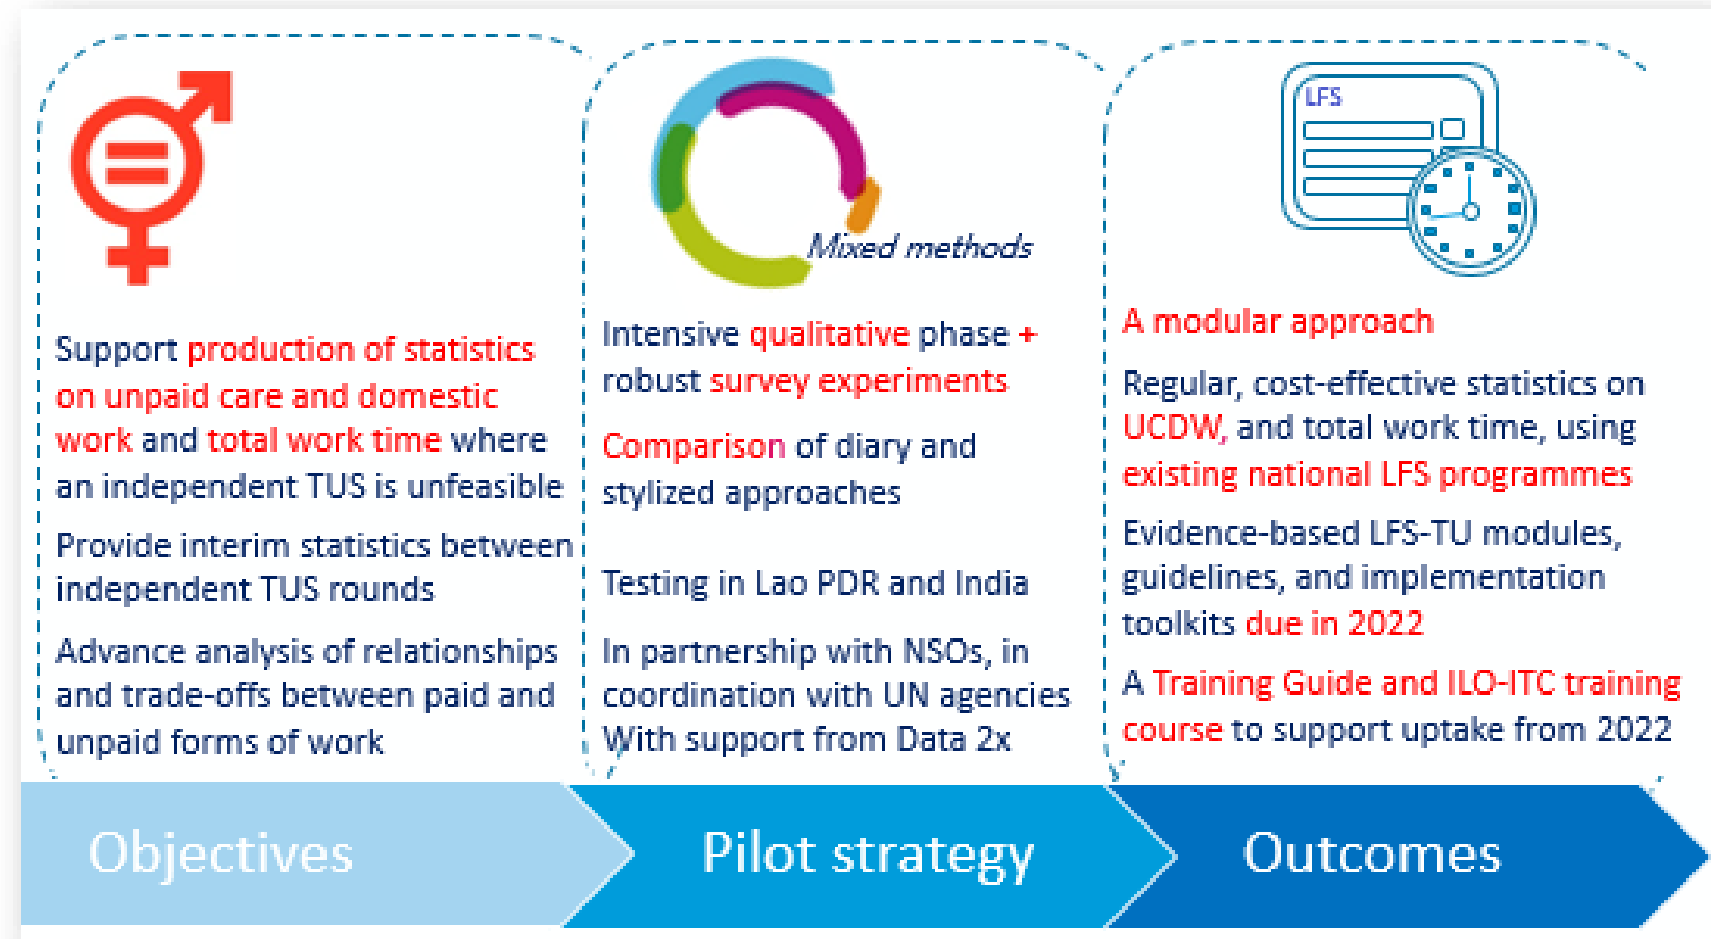 Support production of statistics
on unpaid care and domestic
work and total work time where
an independent TUS is unfeasible
Provide interim statistics between
independent TUS rounds
Advance analysis of relationships
and trade-offs between paid and
unpaid forms of work
Objectives
Mixed methods
Intensive qualitative phase +
robust survey experiments
Comparison of diary and
stylized approaches
Testing in Lao PDR and India
In partnership with NSOs, in
coordination with UN agencies
With support from Data 2x
Pilot strategy
LFS
A modular approach
Regular, cost-effective statistics on
UCDW, and total work time, using
existing national LFS programmes
Evidence-based LFS-TU modules,
guidelines, and implementation
toolkits due in 2022
A Training Guide and ILO-ITC training
course to support uptake from 2022
Outcomes